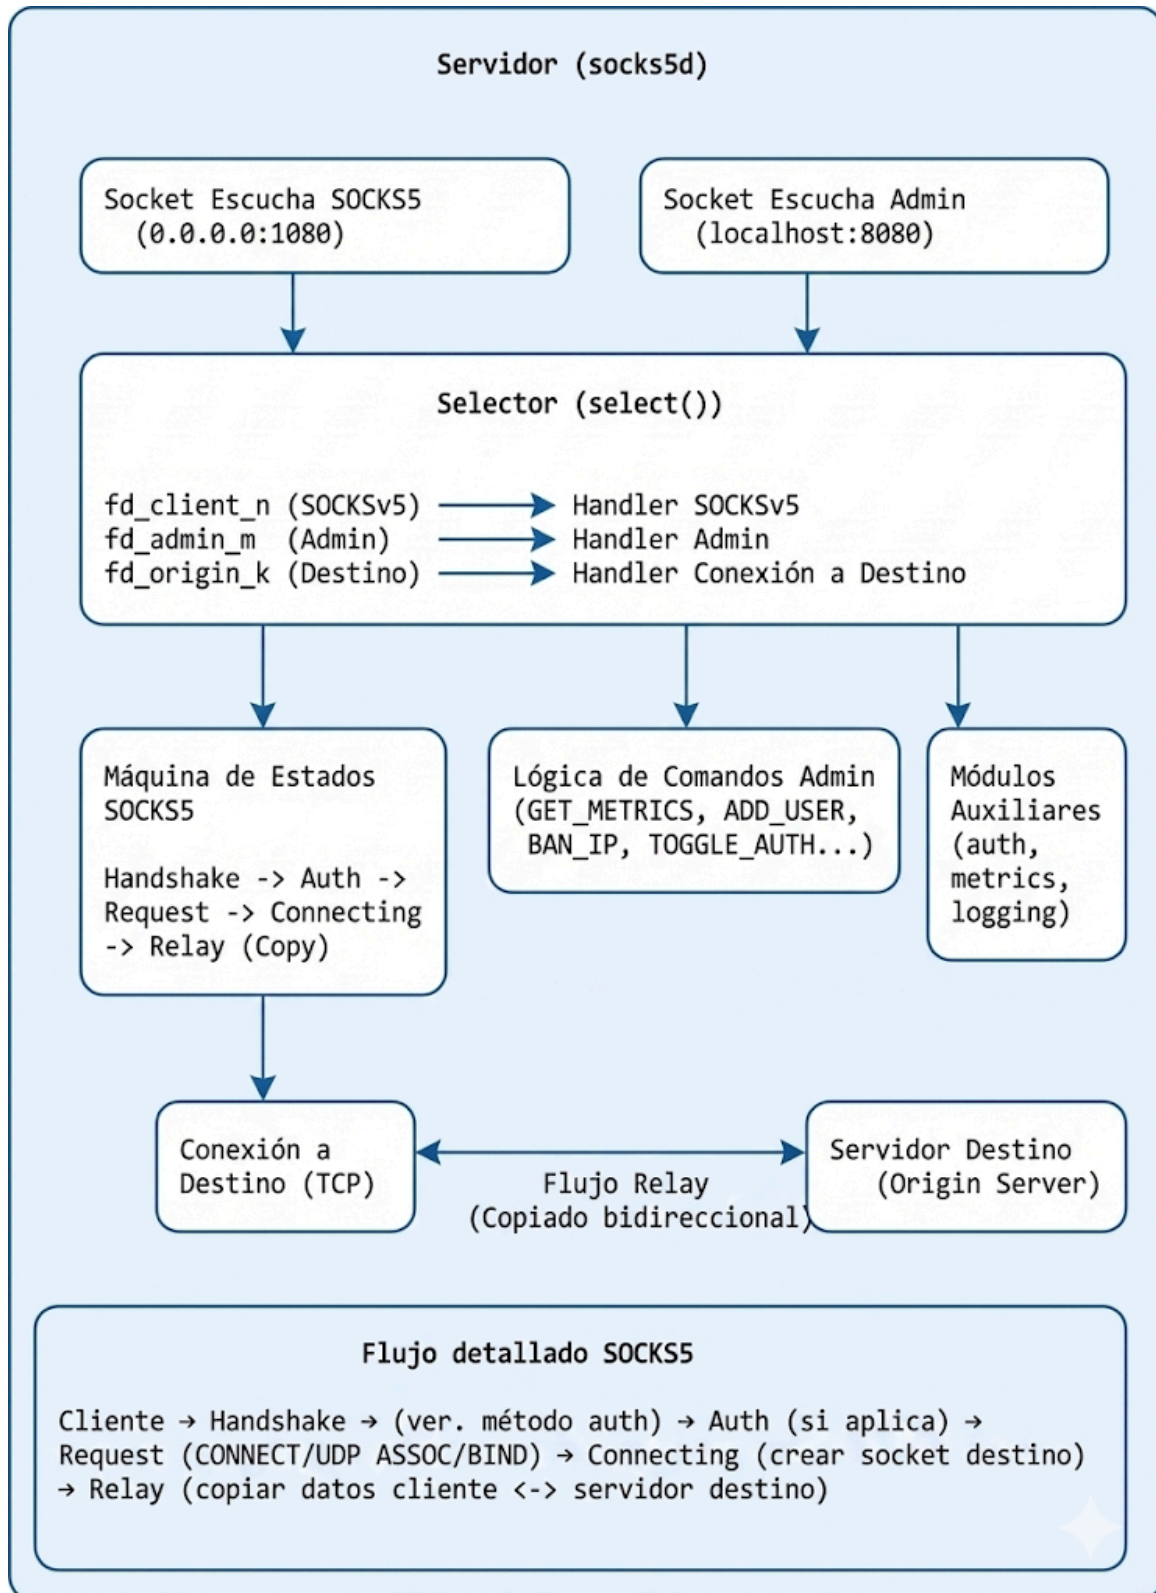 Servidor (socks5d)
Socket Escucha SOCKS5
(0.0.0.0:1080)
Socket Escucha Admin
(localhost:8080)
Selector (select())
fd_client_n (SOCKSv5) Handler SOCKSv5
fd_admin_m (Admin) Handler Admin
fd_origin_k (Destino) Handler Conexión a Destino
Máquina de Estados
SOCKS5
Handshake -> Auth ->
Request -> Connecting
-> Relay (Copy)
Lógica de Comandos Admin
(GET_METRICS, ADD_USER,
BAN_IP, TOGGLE_AUTH...)
Módulos
Auxiliares
(auth,
metrics,
logging)
Conexión a
Destino (TCP)
Flujo Relay
(Copiado bidireccional)
Servidor Destino
(Origin Server)
Flujo detallado SOCKS5
Cliente → Handshake → (ver. método auth) → Auth (si aplica) →
Request (CONNECT/UDP ASSOC/BIND) → Connecting (crear socket destino)
→ Relay (copiar datos cliente <-> servidor destino)